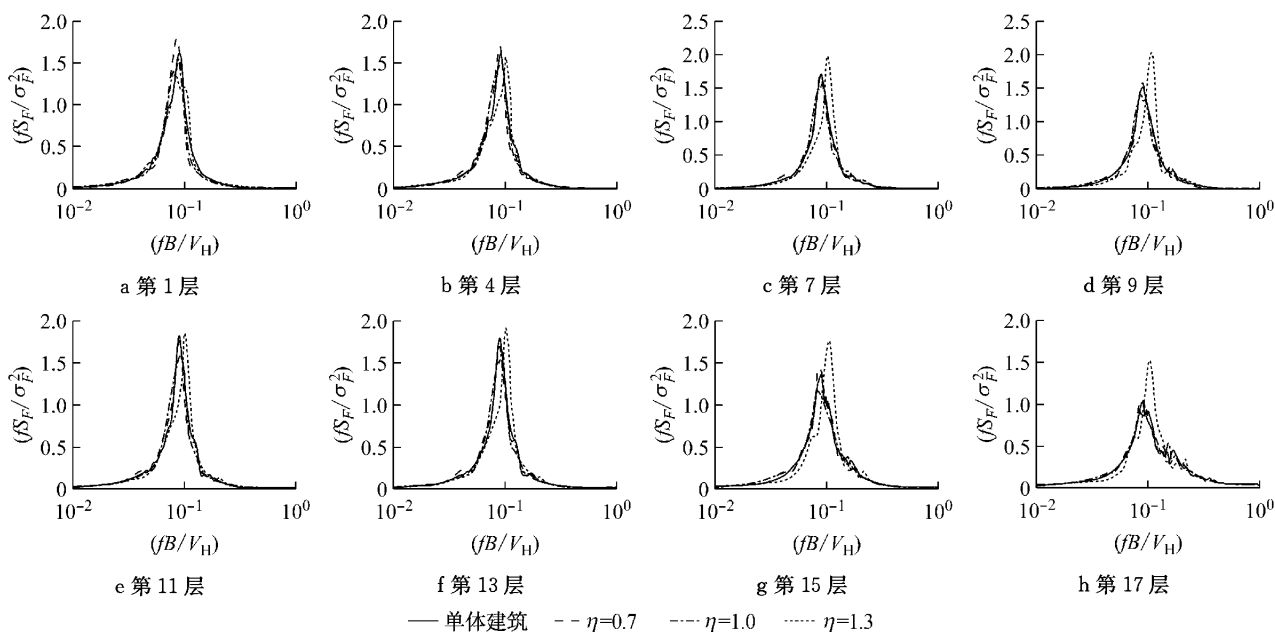 2.0 2.0 2.5 2.5
1.5 1.5 2.0 2.0
1.0 1.0 1.5 1.5
0.5 0.5 1.0 1.0
0 0 0.5 0.5
0 0
(fS_F/σ_F^2) (fS_F/σ_F^2) (fS_F/σ_F^2) (fS_F/σ_F^2)
10^-2 10^-1 10^0 10^-2 10^-1 10^0 10^-2 10^-1 10^0 10^-2 10^-1 10^0
(fB/V_H) (fB/V_H) (fB/V_H) (fB/V_H)
a 第 1 层 b 第 4 层 c 第 7 层 d 第 9 层
2.0 2.0 2.0 2.0
1.5 1.5 1.5 1.5
1.0 1.0 1.0 1.0
0.5 0.5 0.5 0.5
0 0 0 0
(fS_F/σ_F^2) (fS_F/σ_F^2) (fS_F/σ_F^2) (fS_F/σ_F^2)
10^-2 10^-1 10^0 10^-2 10^-1 10^0 10^-2 10^-1 10^0 10^-2 10^-1 10^0
(fB/V_H) (fB/V_H) (fB/V_H) (fB/V_H)
e 第 11 层 f 第 13 层 g 第 15 层 h 第 17 层
单体建筑 η=0.7 η=1.0 η=1.3